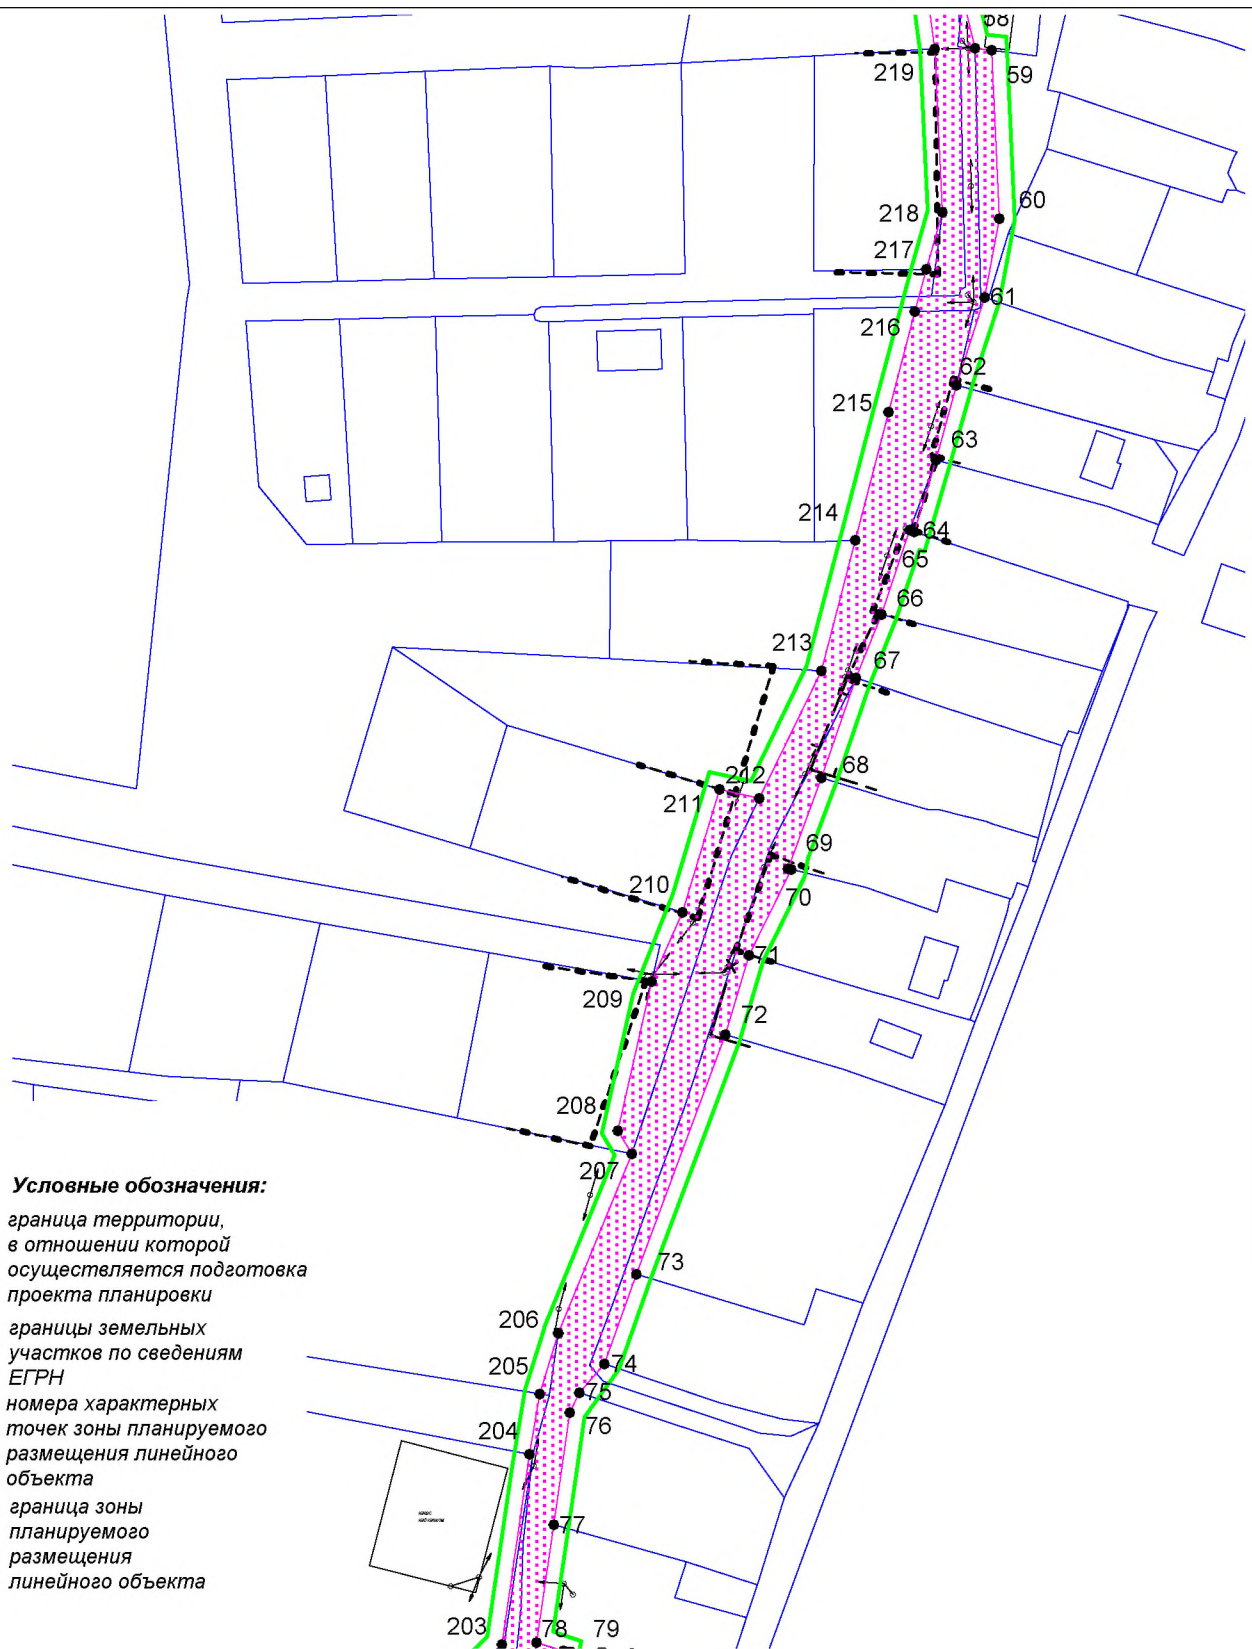 58
59
219
218
60
217
61
216
62
215
63
214
64
65
66
213
67
212
68
211
69
210
70
71
209
72
208
207
Условные обозначения:
граница территории,
в отношении которой
осуществляется подготовка
проекта планировки
73
206
границы земельных
участков по сведениям
ЕГРН
74
205
75
номера характерных
точек зоны планируемого
размещения линейного
объекта
76
204
граница зоны
планируемого
размещения
линейного объекта
77
203
78
79